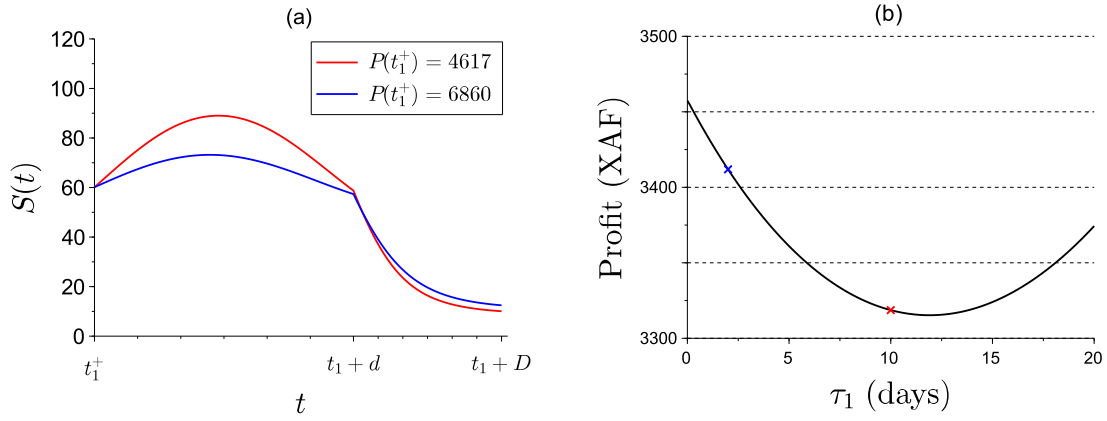 (a)
120
100
80
60
40
20
0
S(t)
P(t₁⁺) = 4617
P(t₁⁺) = 6860
t₁⁺
t₁ + d
t₁ + D
t
(b)
3500
3400
3300
Profit (XAF)
0 5 10 15 20
τ₁ (days)